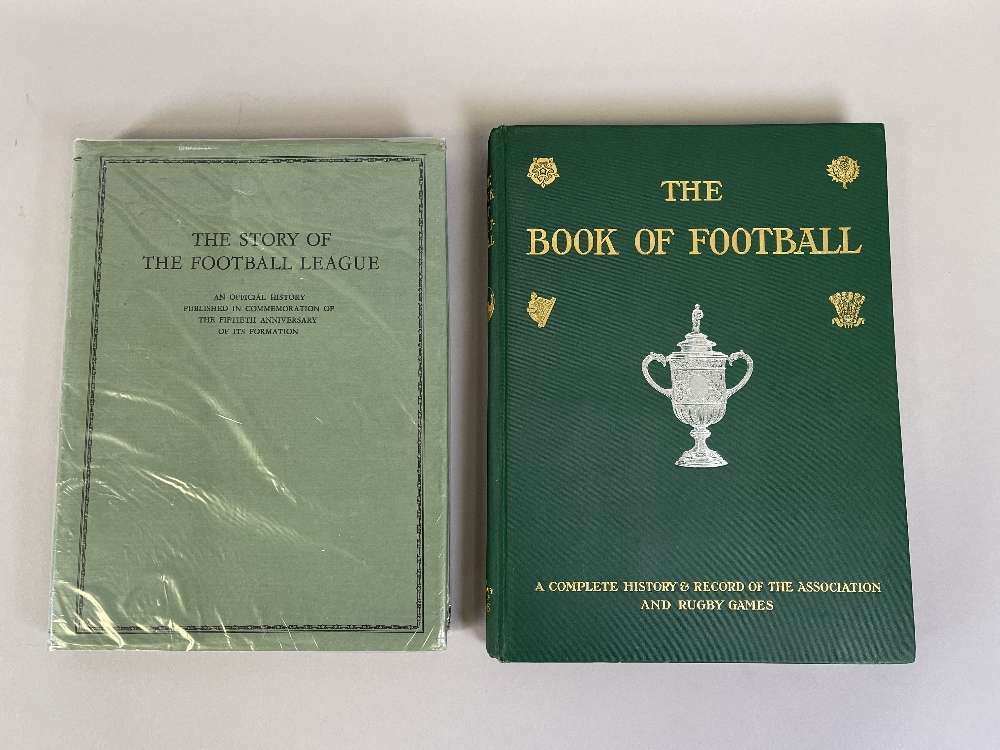 THE STORY OF
THE FOOTBALL LEAGUE
AN OFFICIAL HISTORY
PUBLISHED IN COMMEMORATION OF
THE FIFTIETH ANNIVERSARY
OF ITS FORMATION
THE
BOOK OF FOOTBALL
A COMPLETE HISTORY & RECORD OF THE ASSOCIATION
AND RUGBY GAMES